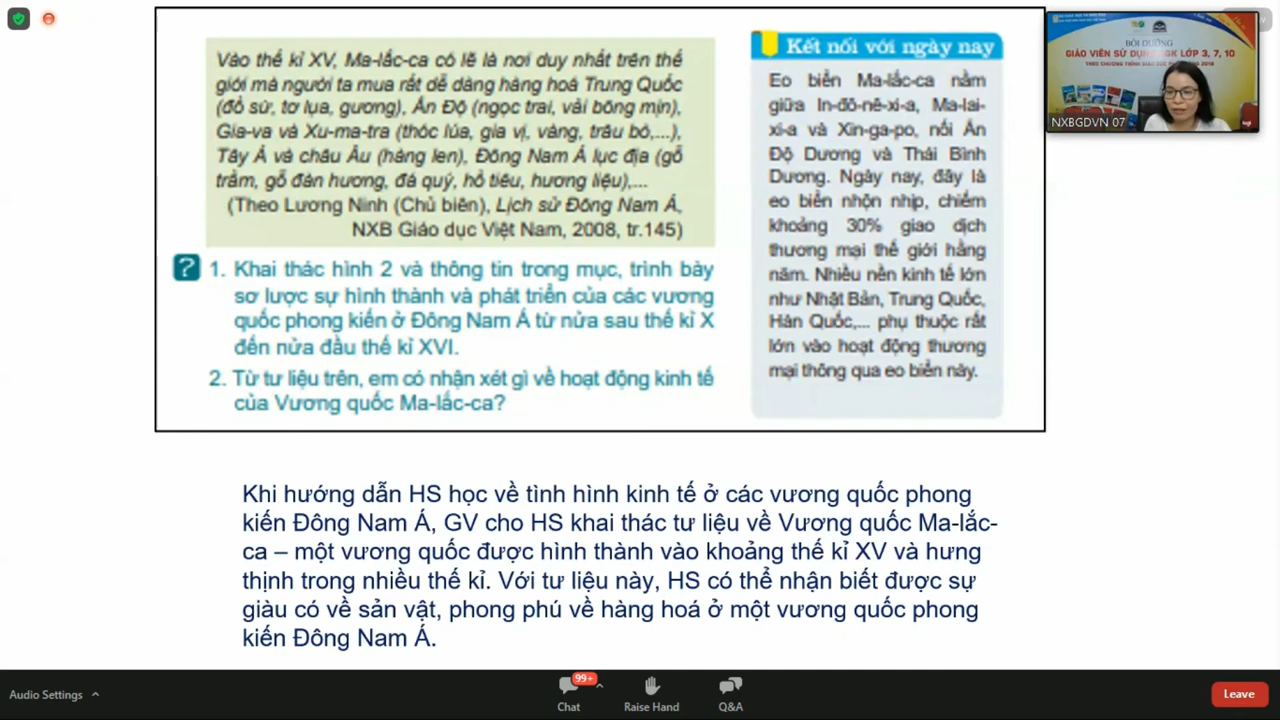 Vào thế kỉ XV, Ma-lắc-ca có lẽ là nơi duy nhất trên thế
giới mà người ta mua rất dễ dàng hàng hoá Trung Quốc
(đồ sứ, tơ lụa, gương), Ấn Độ (ngọc trai, vải bông mịn),
Gia-va và Xu-ma-tra (thóc lúa, gia vị, vàng, trâu bò,...),
Tây Á và châu Âu (hàng len), Đông Nam Á lục địa (gỗ
trầm, gỗ đàn hương, đá quý, hồ tiêu, hương liệu),...
(Theo Lương Ninh (Chủ biên), Lịch sử Đông Nam Á,
NXB Giáo dục Việt Nam, 2008, tr.145)
? 1. Khai thác hình 2 và thông tin trong mục, trình bày
sơ lược sự hình thành và phát triển của các vương
quốc phong kiến ở Đông Nam Á từ nửa sau thế kỉ X
đến nửa đầu thế kỉ XVI.
2. Từ tư liệu trên, em có nhận xét gì về hoạt động kinh tế
của Vương quốc Ma-lắc-ca?
Kết nối với ngày nay
Eo biển Ma-lắc-ca nằm
giữa In-đô-nê-xi-a, Ma-lai-
xi-a và Xin-ga-po, nối Ấn
Độ Dương và Thái Bình
Dương. Ngày nay, đây là
eo biển nhộn nhịp, chiếm
khoảng 30% giao dịch
thương mại thế giới hằng
năm. Nhiều nền kinh tế lớn
như Nhật Bản, Trung Quốc,
Hàn Quốc,... phụ thuộc rất
lớn vào hoạt động thương
mại thông qua eo biển này.
BỒI DƯỠNG
GIÁO VIÊN SỬ DỤNG SGK LỚP 3, 7, 10
NXBGDVN 07
Khi hướng dẫn HS học về tình hình kinh tế ở các vương quốc phong
kiến Đông Nam Á, GV cho HS khai thác tư liệu về Vương quốc Ma-lắc-
ca – một vương quốc được hình thành vào khoảng thế kỉ XV và hưng
thịnh trong nhiều thế kỉ. Với tư liệu này, HS có thể nhận biết được sự
giàu có về sản vật, phong phú về hàng hoá ở một vương quốc phong
kiến Đông Nam Á.
Audio Settings
99+
Chat
Raise Hand
Q&A
Leave